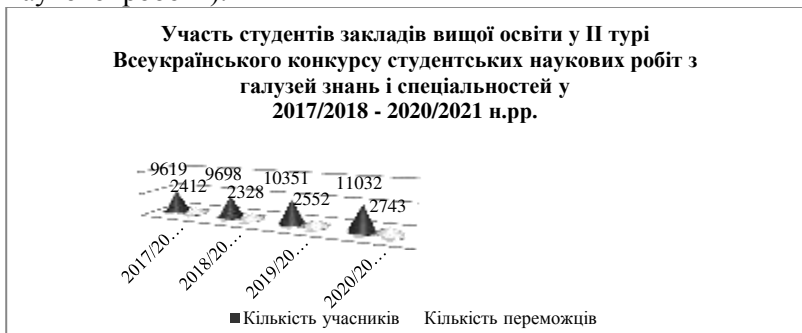 Участь студентів закладів вищої освіти у II турі
Всеукраїнського конкурсу студентських наукових робіт з
галузей знань і спеціальностей у
2017/2018 - 2020/2021 н.рр.
9619 9698 10351 11032
2412 2328 2552 2743
2017/20… 2018/20… 2019/20… 2020/20…
Кількість учасників Кількість переможців